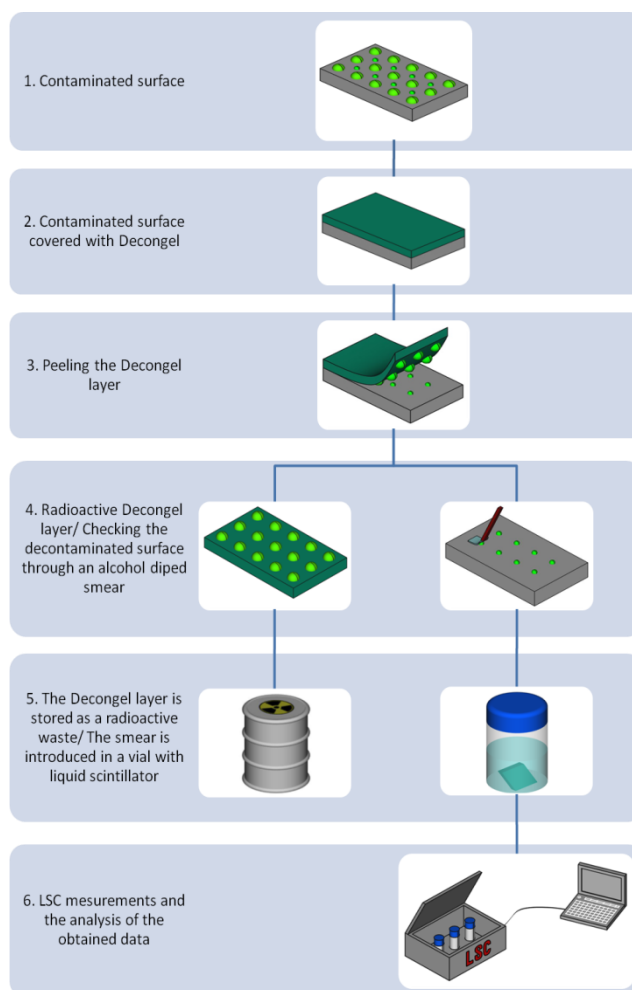 1. Contaminated surface
2. Contaminated surface
covered with Decongel
3. Peeling the Decongel
layer
4. Radioactive Decongel
layer/ Checking the
decontaminated surface
through an alcohol diped
smear
5. The Decongel layer is
stored as a radioactive
waste/ The smear is
introduced in a vial with
liquid scintillator
6. LSC mesurements and
the analysis of the
obtained data
LSC